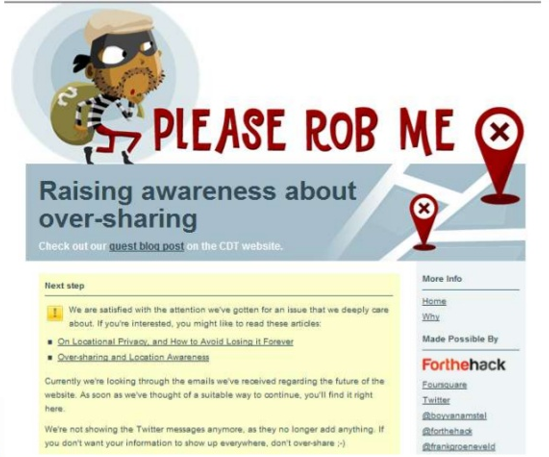 PLEASE ROB ME
Raising awareness about
over-sharing
Check out our guest blog post on the CDT website.
Next step
We are satisfied with the attention we've gotten for an issue that we deeply care
about. If you're interested, you might like to read these articles:
On Locational Privacy, and How to Avoid Losing it Forever
Over-sharing and Location Awareness
Currently we're looking through the emails we've received regarding the future of the
website. As soon as we've thought of a suitable way to continue, you'll find it right
here.
We're not showing the Twitter messages anymore, as they no longer add anything. If
you don't want your information to show up everywhere, don't over-share ;-)
More Info
Home
Why
Made Possible By
Forthehack
Foursquare
Twitter
@boyvanamstel
@forthehack
@frankgroeneveld